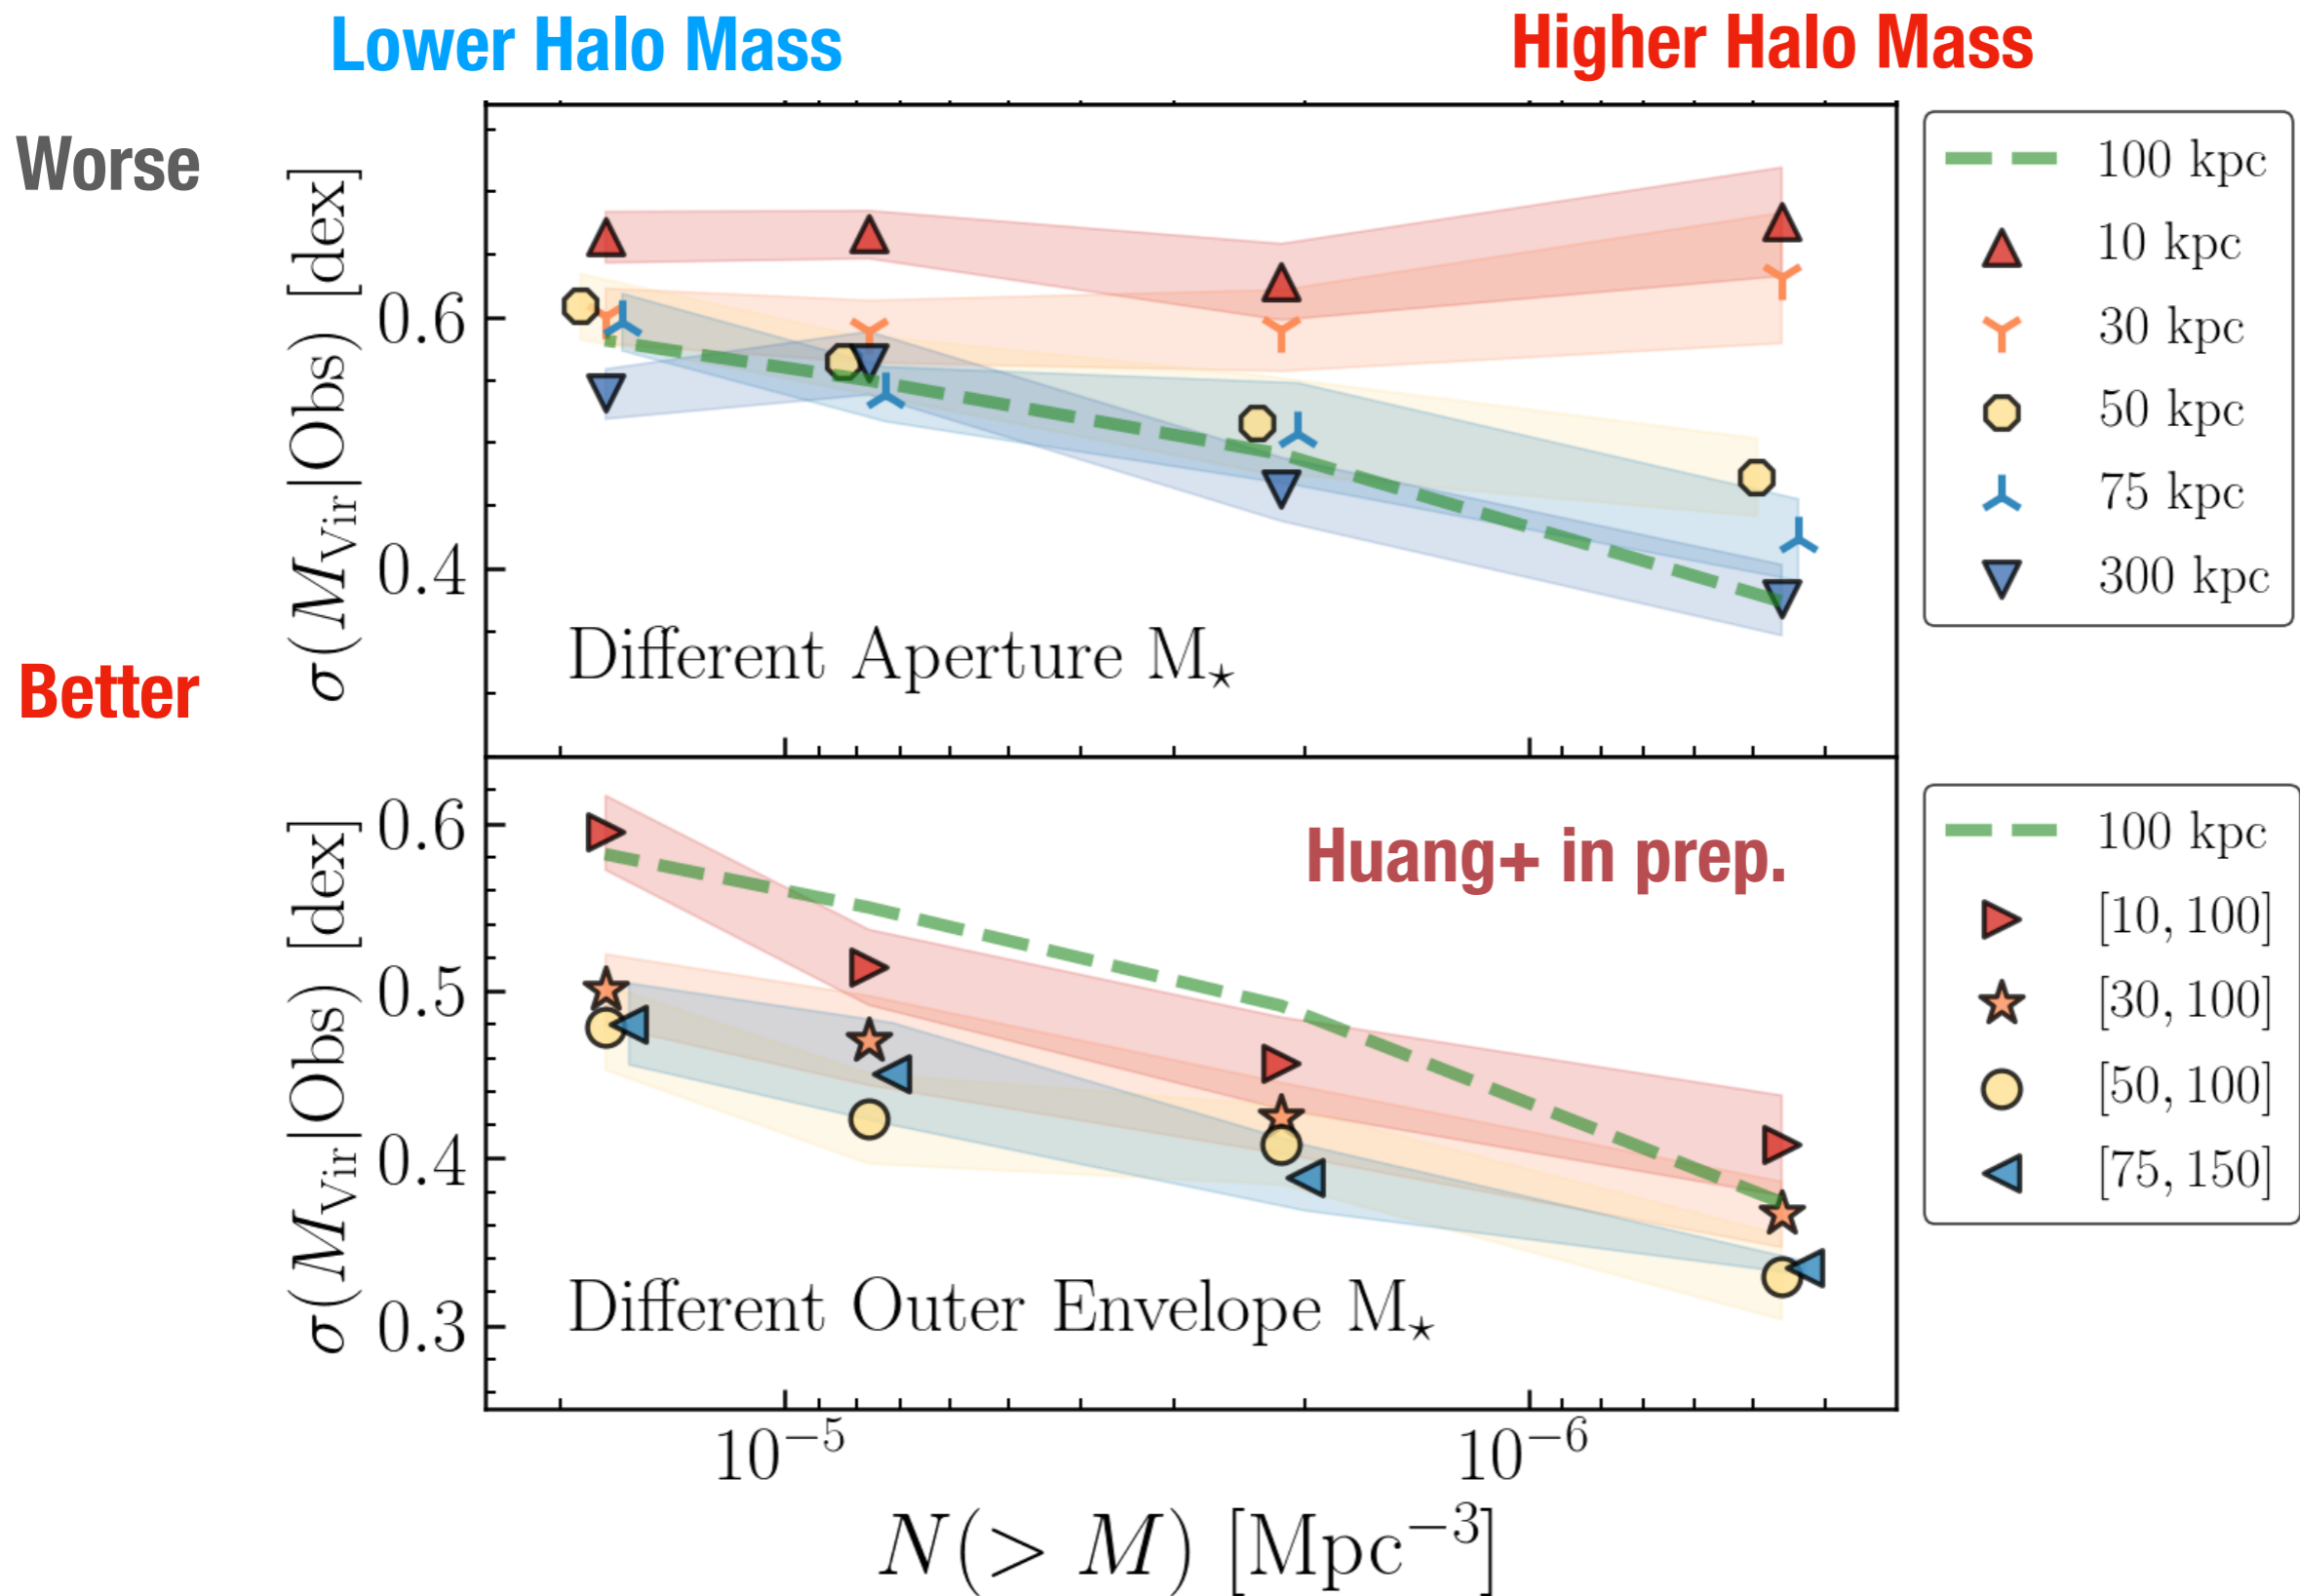 Lower Halo Mass
Higher Halo Mass
Worse
Better
σ(M_Vir|Obs) [dex]
0.6
0.4
Different Aperture M⋆
100 kpc
10 kpc
30 kpc
50 kpc
75 kpc
300 kpc
σ(M_Vir|Obs) [dex]
0.6
0.5
0.4
0.3
Huang+ in prep.
Different Outer Envelope M⋆
100 kpc
[10, 100]
[30, 100]
[50, 100]
[75, 150]
10⁻⁵
10⁻⁶
N(> M) [Mpc⁻³]